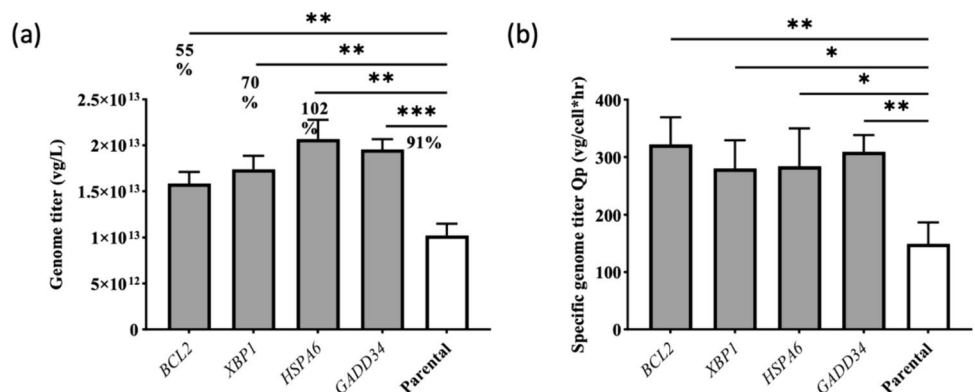 (a)
**
55
%
**
70
%
**
102
%
***
91%
Genome titer (vg/L)
2.5×10¹³
2×10¹³
1.5×10¹³
1×10¹³
5×10¹²
0
BCL2
XBP1
HSPA6
GADD34
Parental
(b)
**
*
*
**
Specific genome titer Qp (vg/cell*hr)
400
300
200
100
0
BCL2
XBP1
HSPA6
GADD34
Parental